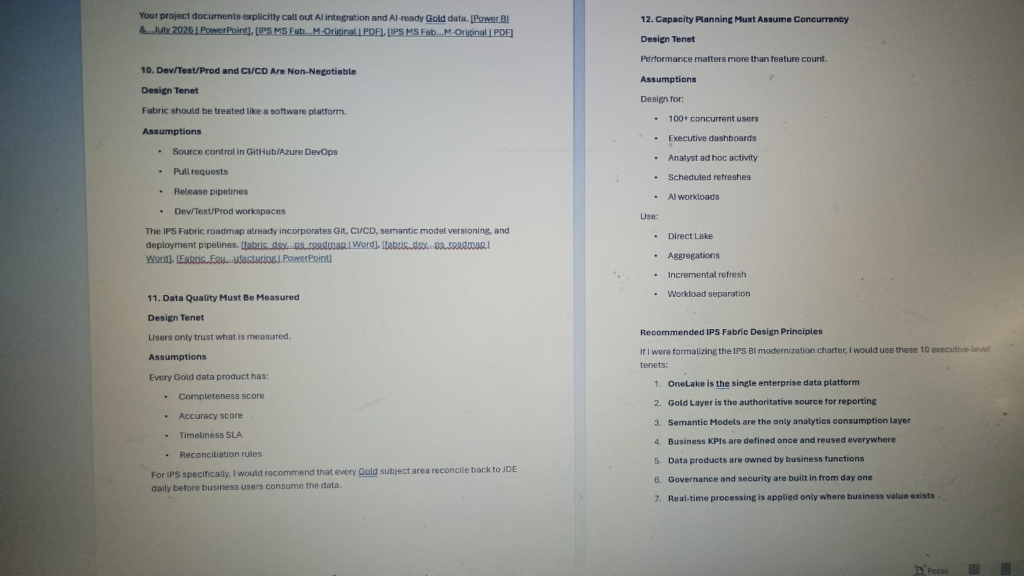 Your project documents explicitly call out AI integration and AI-ready Gold data. [Power BI
&...July 2026 | PowerPoint], [IPS MS Fab...M-Original | PDF], [IPS MS Fab...M-Original | PDF]
10. Dev/Test/Prod and CI/CD Are Non-Negotiable
Design Tenet
Fabric should be treated like a software platform.
Assumptions
• Source control in GitHub/Azure DevOps
• Pull requests
• Release pipelines
• Dev/Test/Prod workspaces
The IPS Fabric roadmap already incorporates Git, CI/CD, semantic model versioning, and
deployment pipelines. [fabric_dev...ps_roadmap | Word], [fabric_dev...ps_roadmap |
Word], [Fabric_Fou...ufacturing | PowerPoint]
11. Data Quality Must Be Measured
Design Tenet
Users only trust what is measured.
Assumptions
Every Gold data product has:
• Completeness score
• Accuracy score
• Timeliness SLA
• Reconciliation rules
For IPS specifically, I would recommend that every Gold subject area reconcile back to JDE
daily before business users consume the data.
12. Capacity Planning Must Assume Concurrency
Design Tenet
Performance matters more than feature count.
Assumptions
Design for:
• 100+ concurrent users
• Executive dashboards
• Analyst ad hoc activity
• Scheduled refreshes
• AI workloads
Use:
• Direct Lake
• Aggregations
• Incremental refresh
• Workload separation
Recommended IPS Fabric Design Principles
If I were formalizing the IPS BI modernization charter, I would use these 10 executive-level
tenets:
1. OneLake is the single enterprise data platform
2. Gold Layer is the authoritative source for reporting
3. Semantic Models are the only analytics consumption layer
4. Business KPIs are defined once and reused everywhere
5. Data products are owned by business functions
6. Governance and security are built in from day one
7. Real-time processing is applied only where business value exists
Focus